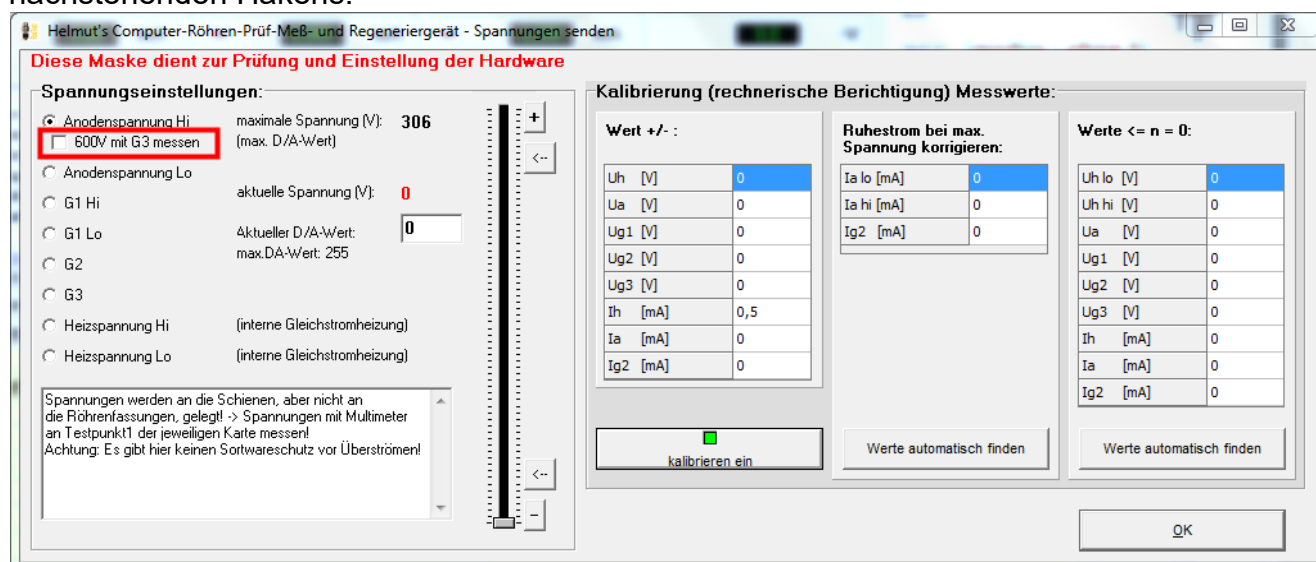 nachstehenden Hakens:
Helmut's Computer-Röhren-Prüf-Meß- und Regeneriergerät - Spannungen senden
Diese Maske dient zur Prüfung und Einstellung der Hardware
Spannungseinstellungen:
Anodenspannung Hi
600V mit G3 messen
Anodenspannung Lo
G1 Hi
G1 Lo
G2
G3
Heizspannung Hi (interne Gleichstromheizung)
Heizspannung Lo (interne Gleichstromheizung)
maximale Spannung (V): 306
(max. D/A-Wert)
aktuelle Spannung (V): 0
Aktueller D/A-Wert: 0
max.DA-Wert: 255
+
<--
<--
-
Spannungen werden an die Schienen, aber nicht an
die Röhrenfassungen, gelegt! -> Spannungen mit Multimeter
an Testpunkt1 der jeweiligen Karte messen!
Achtung: Es gibt hier keinen Sortwareschutz vor Überströmen!
Kalibrierung (rechnerische Berichtigung) Messwerte:
Wert +/- :
Uh [V] 0
Ua [V] 0
Ug1 [V] 0
Ug2 [V] 0
Ug3 [V] 0
Ih [mA] 0,5
Ia [mA] 0
Ig2 [mA] 0
kalibrieren ein
Ruhestrom bei max.
Spannung korrigieren:
Ia lo [mA] 0
Ia hi [mA] 0
Ig2 [mA] 0
Werte automatisch finden
Werte <= n = 0:
Uh lo [V] 0
Uh hi [V] 0
Ua [V] 0
Ug1 [V] 0
Ug2 [V] 0
Ug3 [V] 0
Ih [mA] 0
Ia [mA] 0
Ig2 [mA] 0
Werte automatisch finden
OK